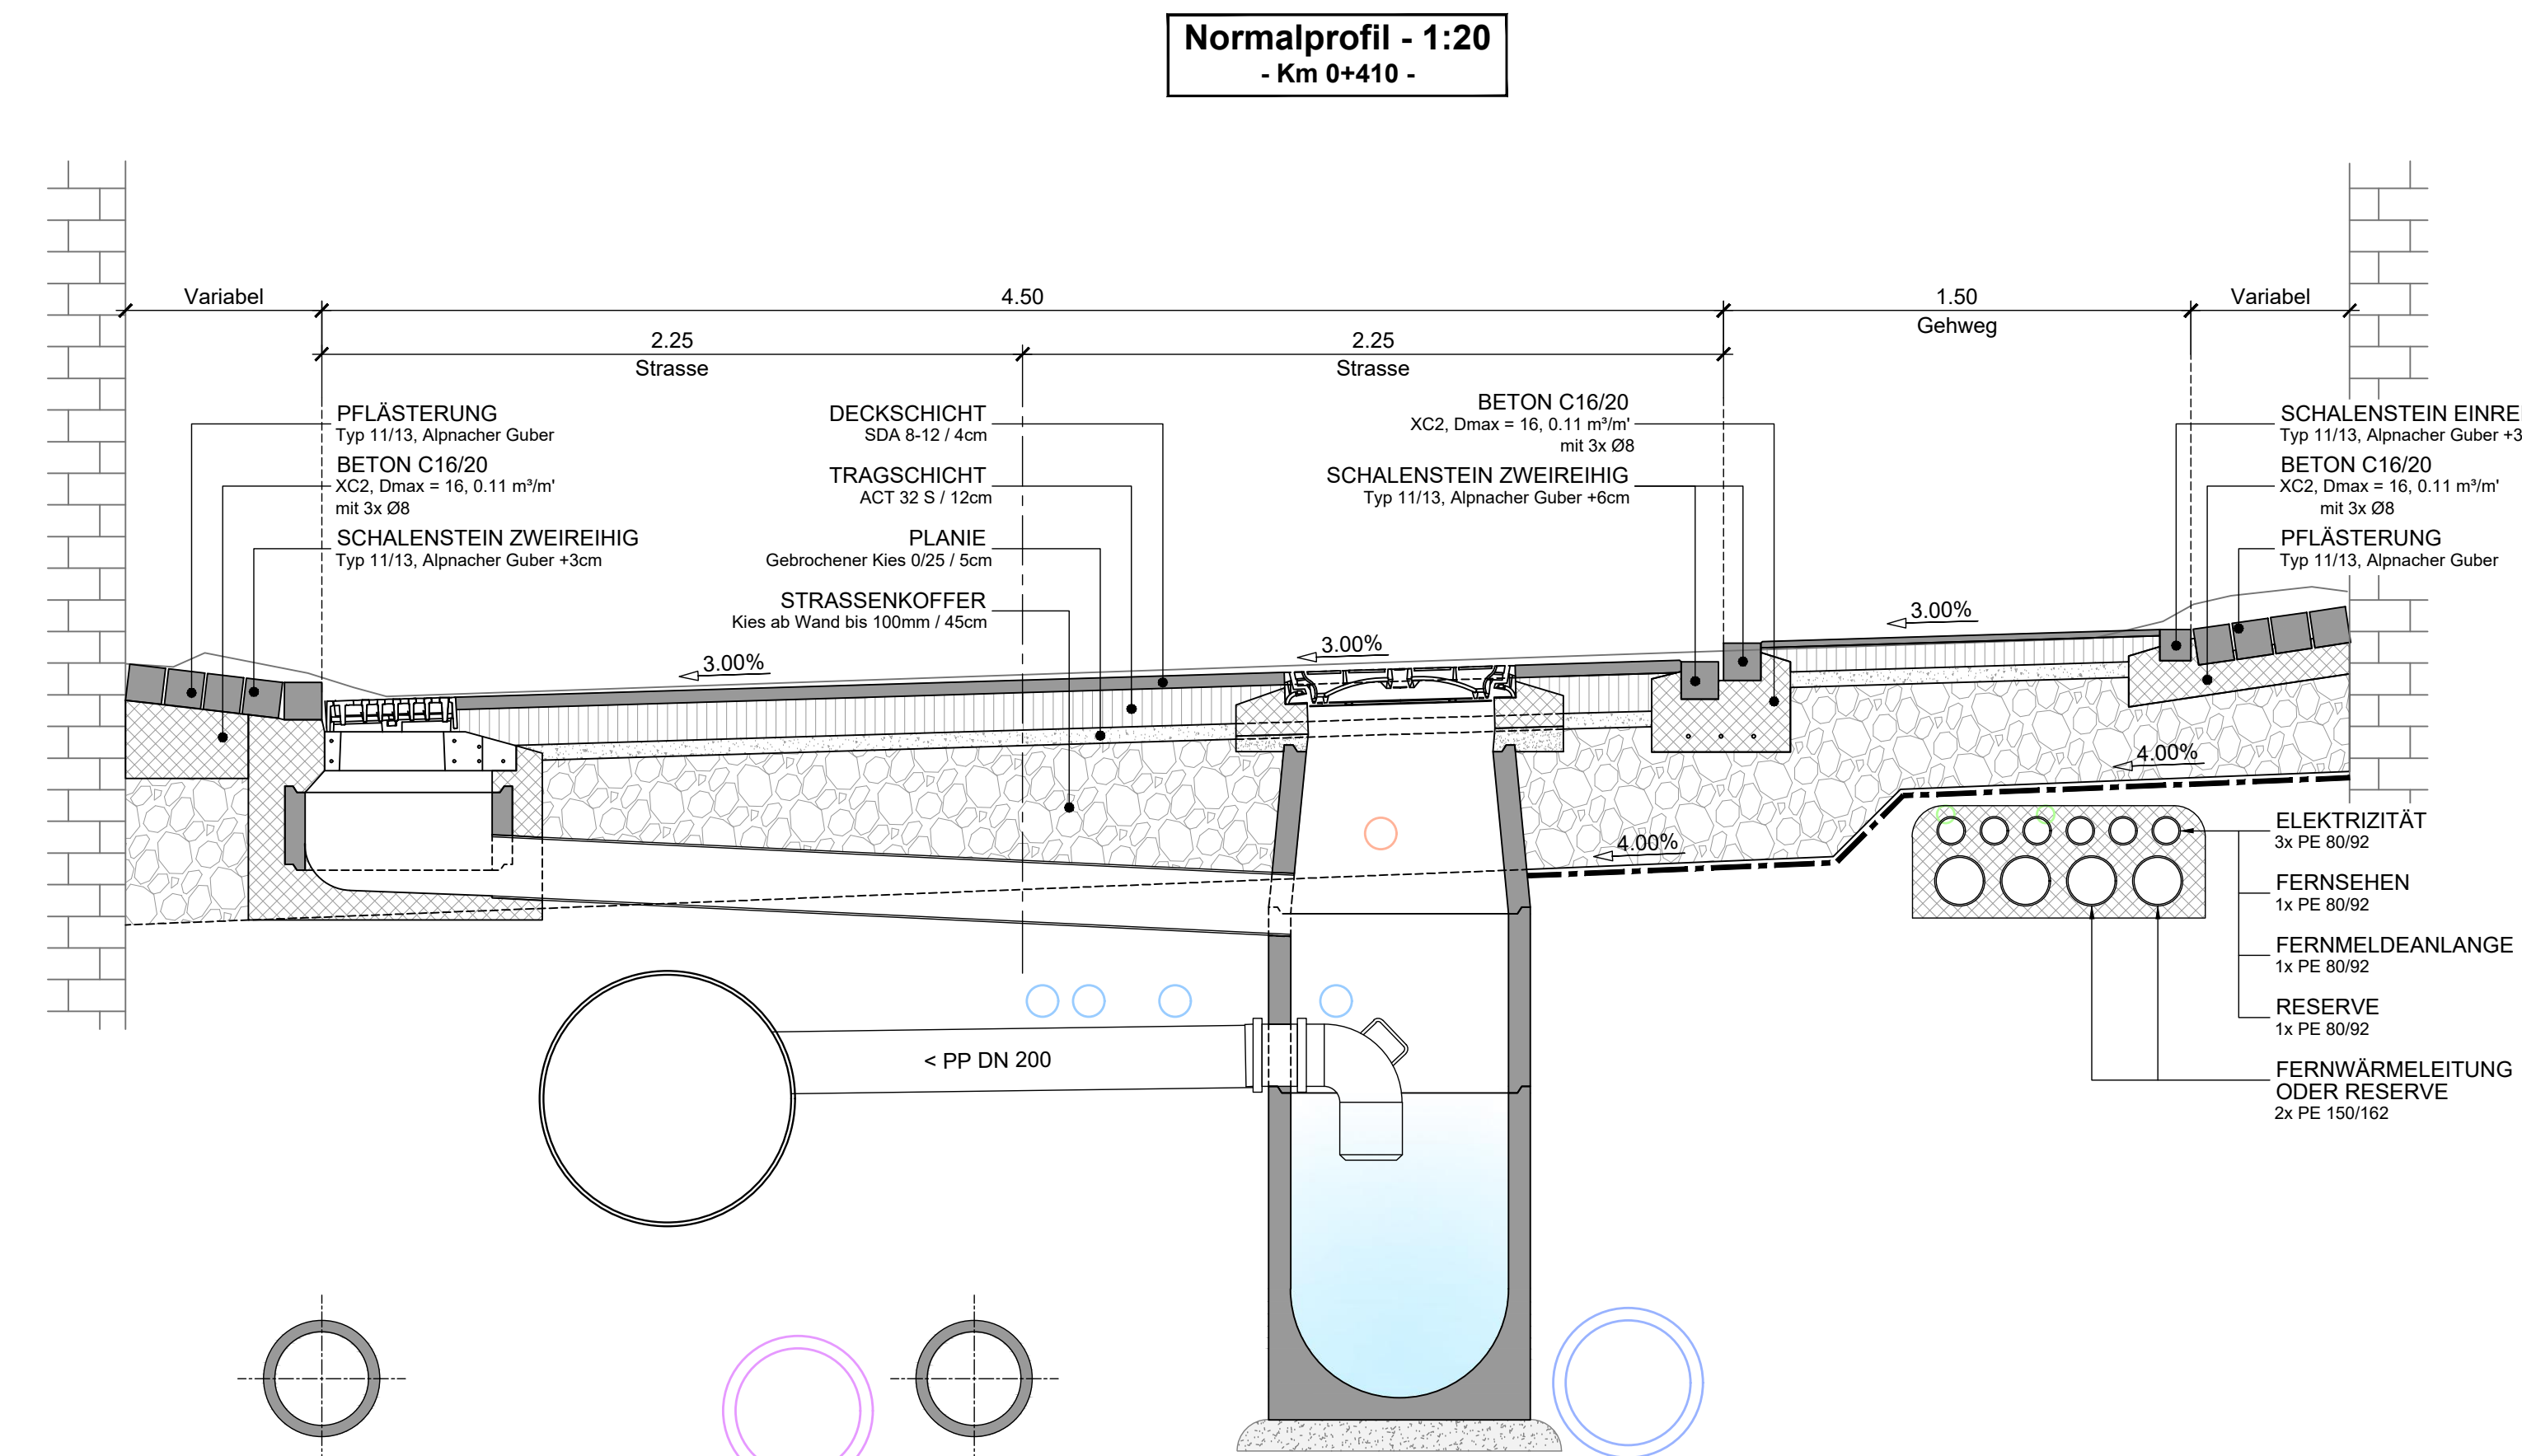 Normalprofil - 1:20
- Km 0+410 -
Variabel
4.50
1.50
Variabel
Gehweg
2.25
2.25
Strasse
Strasse
PFLÄSTERUNG
Typ 11/13, Alpnacher Guber
BETON C16/20
XC2, Dmax = 16, 0.11 m³/m'
mit 3x Ø8
SCHALENSTEIN ZWEIREIHIG
Typ 11/13, Alpnacher Guber +3cm
DECKSCHICHT
SDA 8-12 / 4cm
TRAGSCHICHT
ACT 32 S / 12cm
PLANIE
Gebrochener Kies 0/25 / 5cm
STRASSENKOFFER
Kies ab Wand bis 100mm / 45cm
BETON C16/20
XC2, Dmax = 16, 0.11 m³/m'
mit 3x Ø8
SCHALENSTEIN ZWEIREIHIG
Typ 11/13, Alpnacher Guber +6cm
SCHALENSTEIN
Typ 11/13, Alpnacher Guber +3
BETON C16/20
XC2, Dmax = 16, 0.11 m³/m'
mit 3x Ø8
PFLÄSTERUNG
Typ 11/13, Alpnacher Guber
3.00%
3.00%
3.00%
4.00%
4.00%
ELEKTRIZITÄT
3x PE 80/92
FERNSEHEN
1x PE 80/92
FERNMELDEANLANGE
1x PE 80/92
RESERVE
1x PE 80/92
FERNWÄRMELEITUNG
ODER RESERVE
2x PE 150/162
< PP DN 200